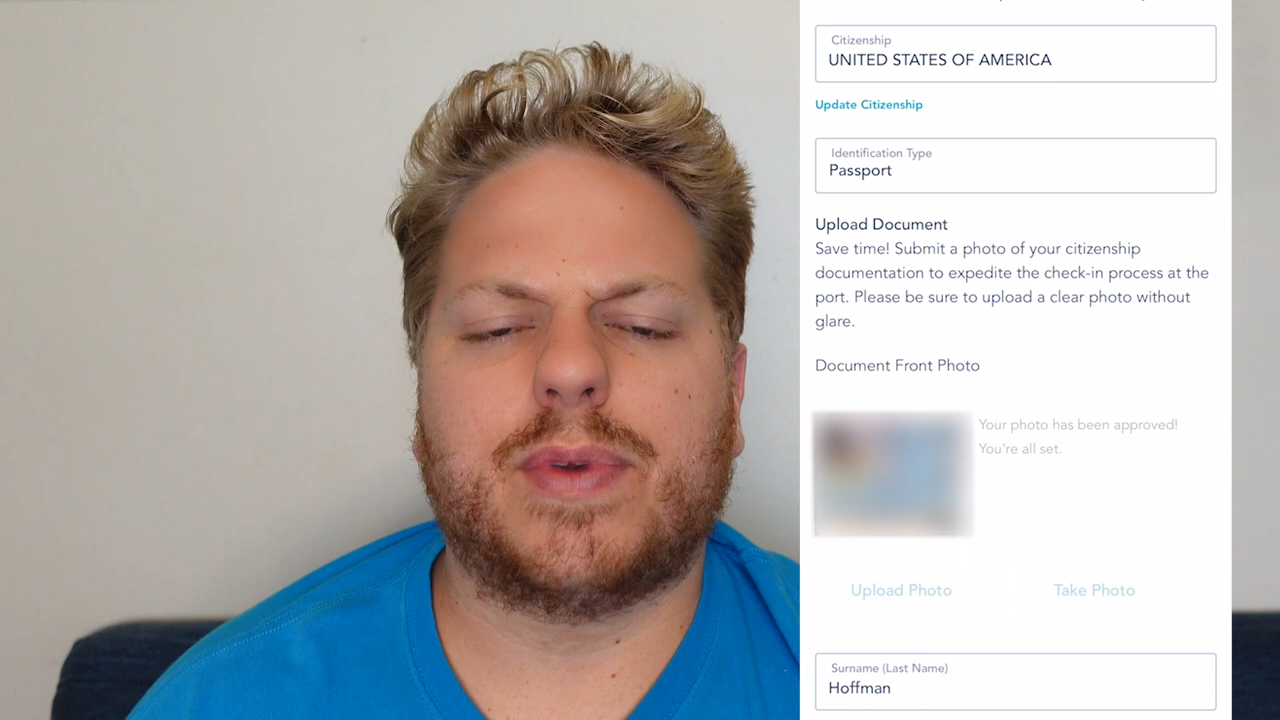 Citizenship
UNITED STATES OF AMERICA
Update Citizenship
Identification Type
Passport
Upload Document
Save time! Submit a photo of your citizenship
documentation to expedite the check-in process at the
port. Please be sure to upload a clear photo without
glare.
Document Front Photo
Your photo has been approved!
You're all set.
Upload Photo
Take Photo
Surname (Last Name)
Hoffman